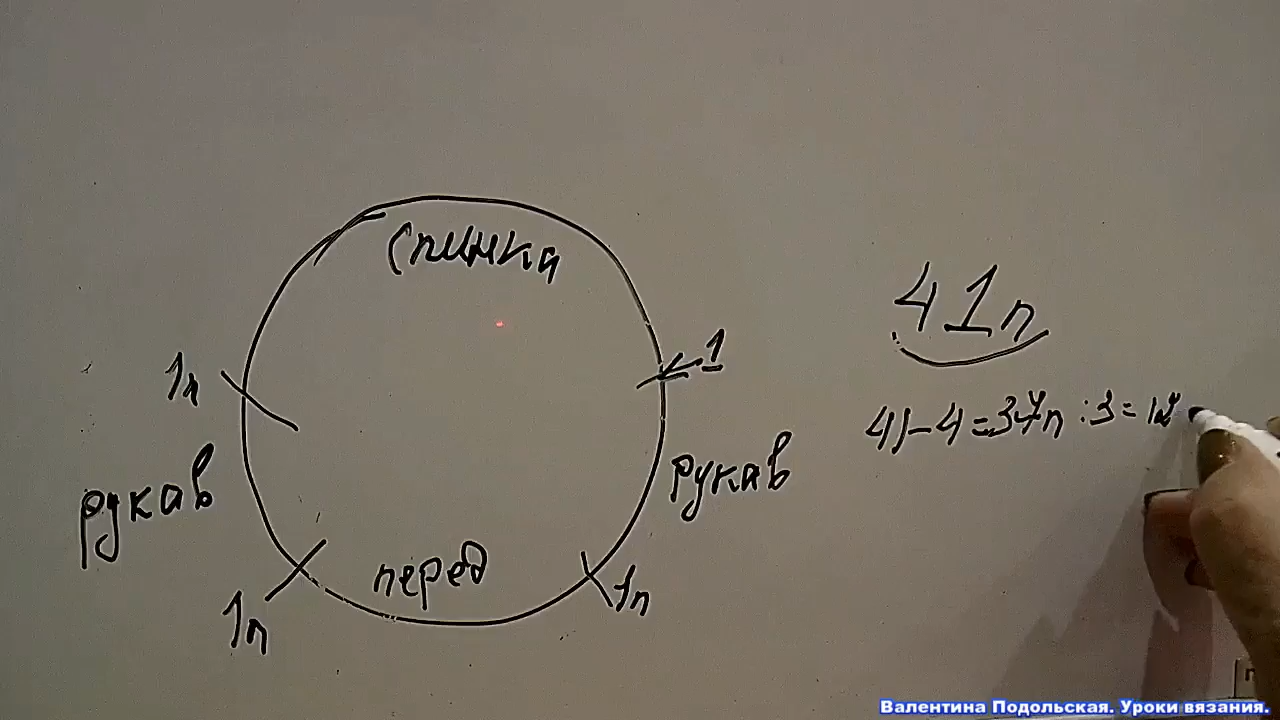 Спинка
41п
1п
1
41-4=37п:3=12
рукав
рукав
перед
1п
1п
Валентина Подольская. Уроки вязания.